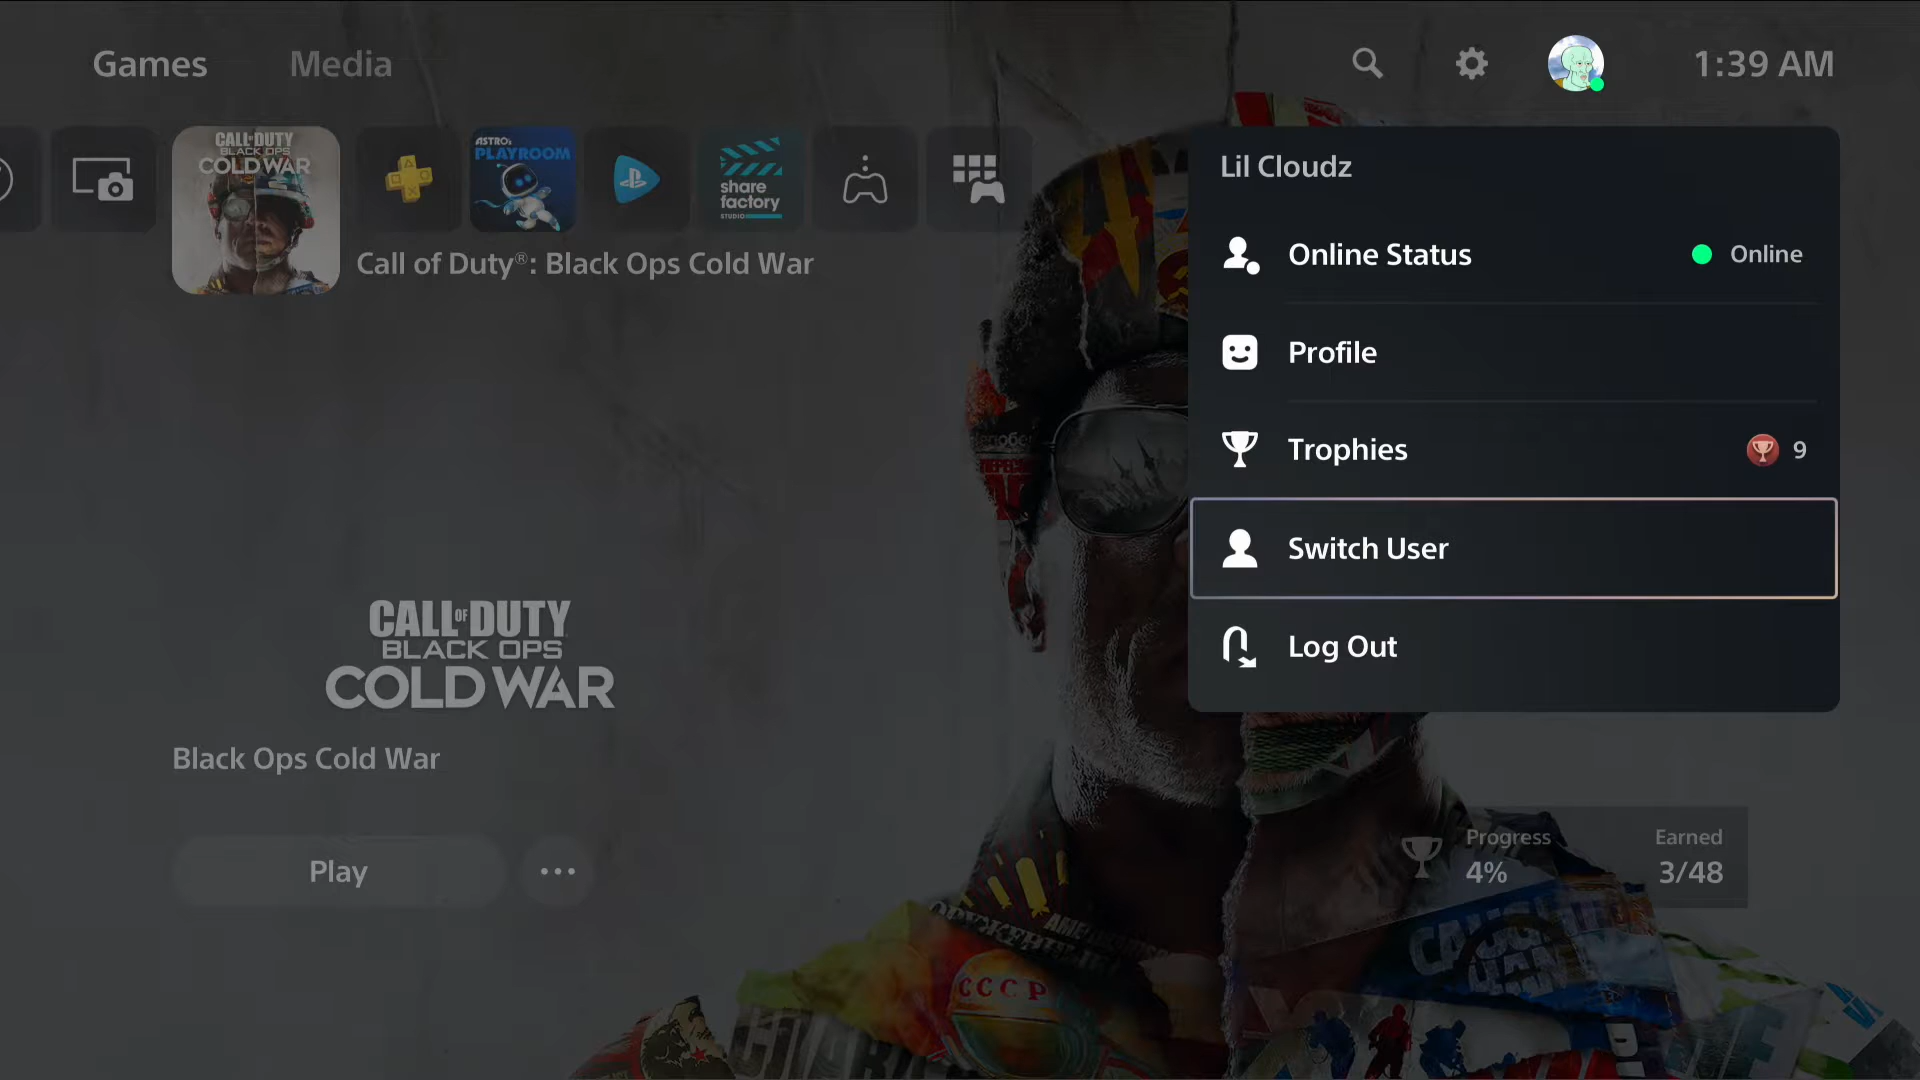 Games
Media
1:39 AM
CALL OF DUTY
BLACK OPS
COLD WAR
ASTRO's
PLAYROOM
share
factory
STUDIO
Call of Duty®: Black Ops Cold War
Lil Cloudz
Online Status
Online
Profile
Trophies
9
Switch User
Log Out
CALL OF DUTY
BLACK OPS
COLD WAR
Black Ops Cold War
Play
Progress
4%
Earned
3/48
СССР